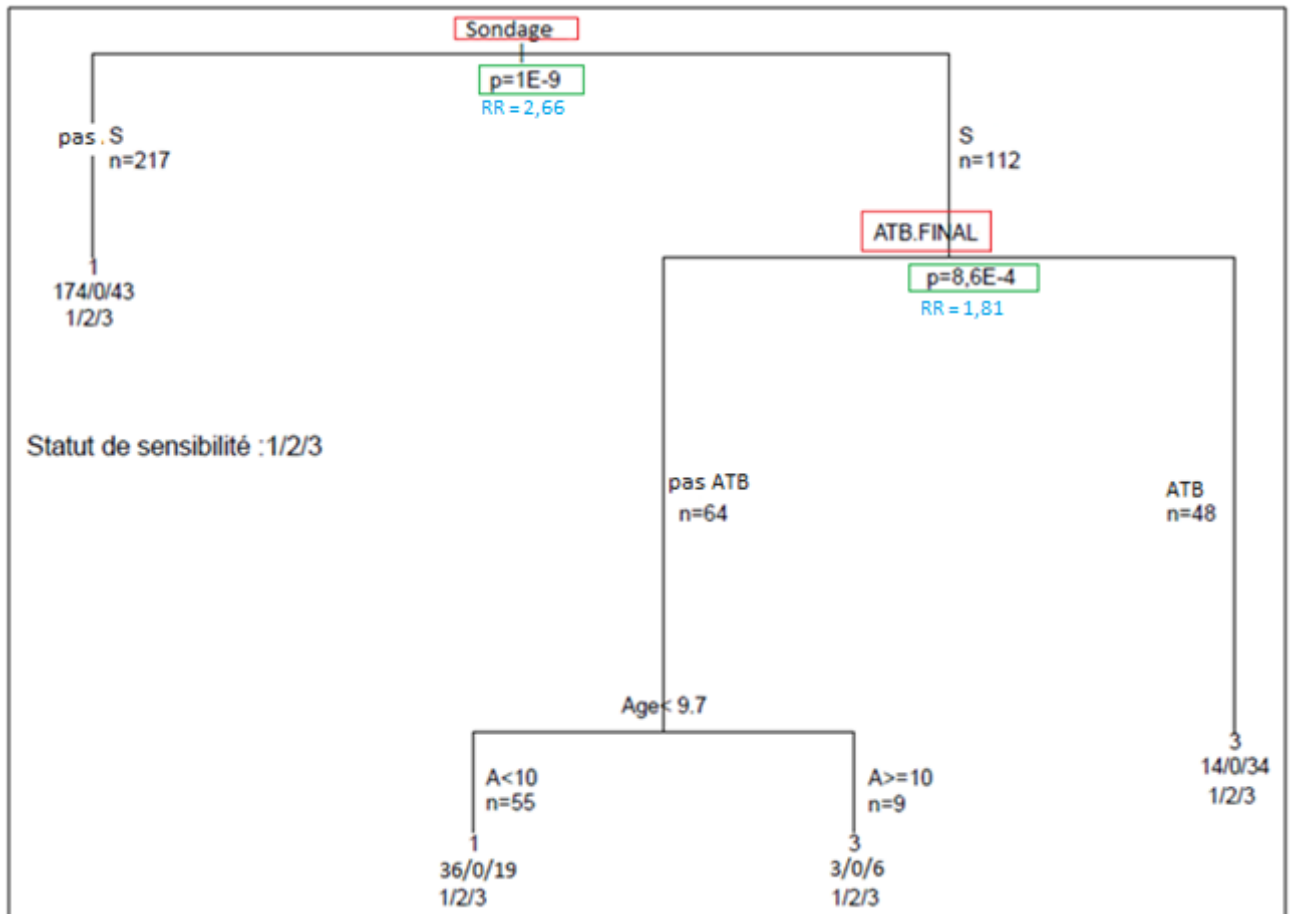 Sondage
p=1E-9
RR = 2,66
pas . S
n=217
S
n=112
ATB.FINAL
p=8,6E-4
RR = 1,81
1
174/0/43
1/2/3
Statut de sensibilité :1/2/3
pas ATB
n=64
ATB
n=48
Age< 9.7
A<10
n=55
A>=10
n=9
3
14/0/34
1/2/3
1
36/0/19
1/2/3
3
3/0/6
1/2/3